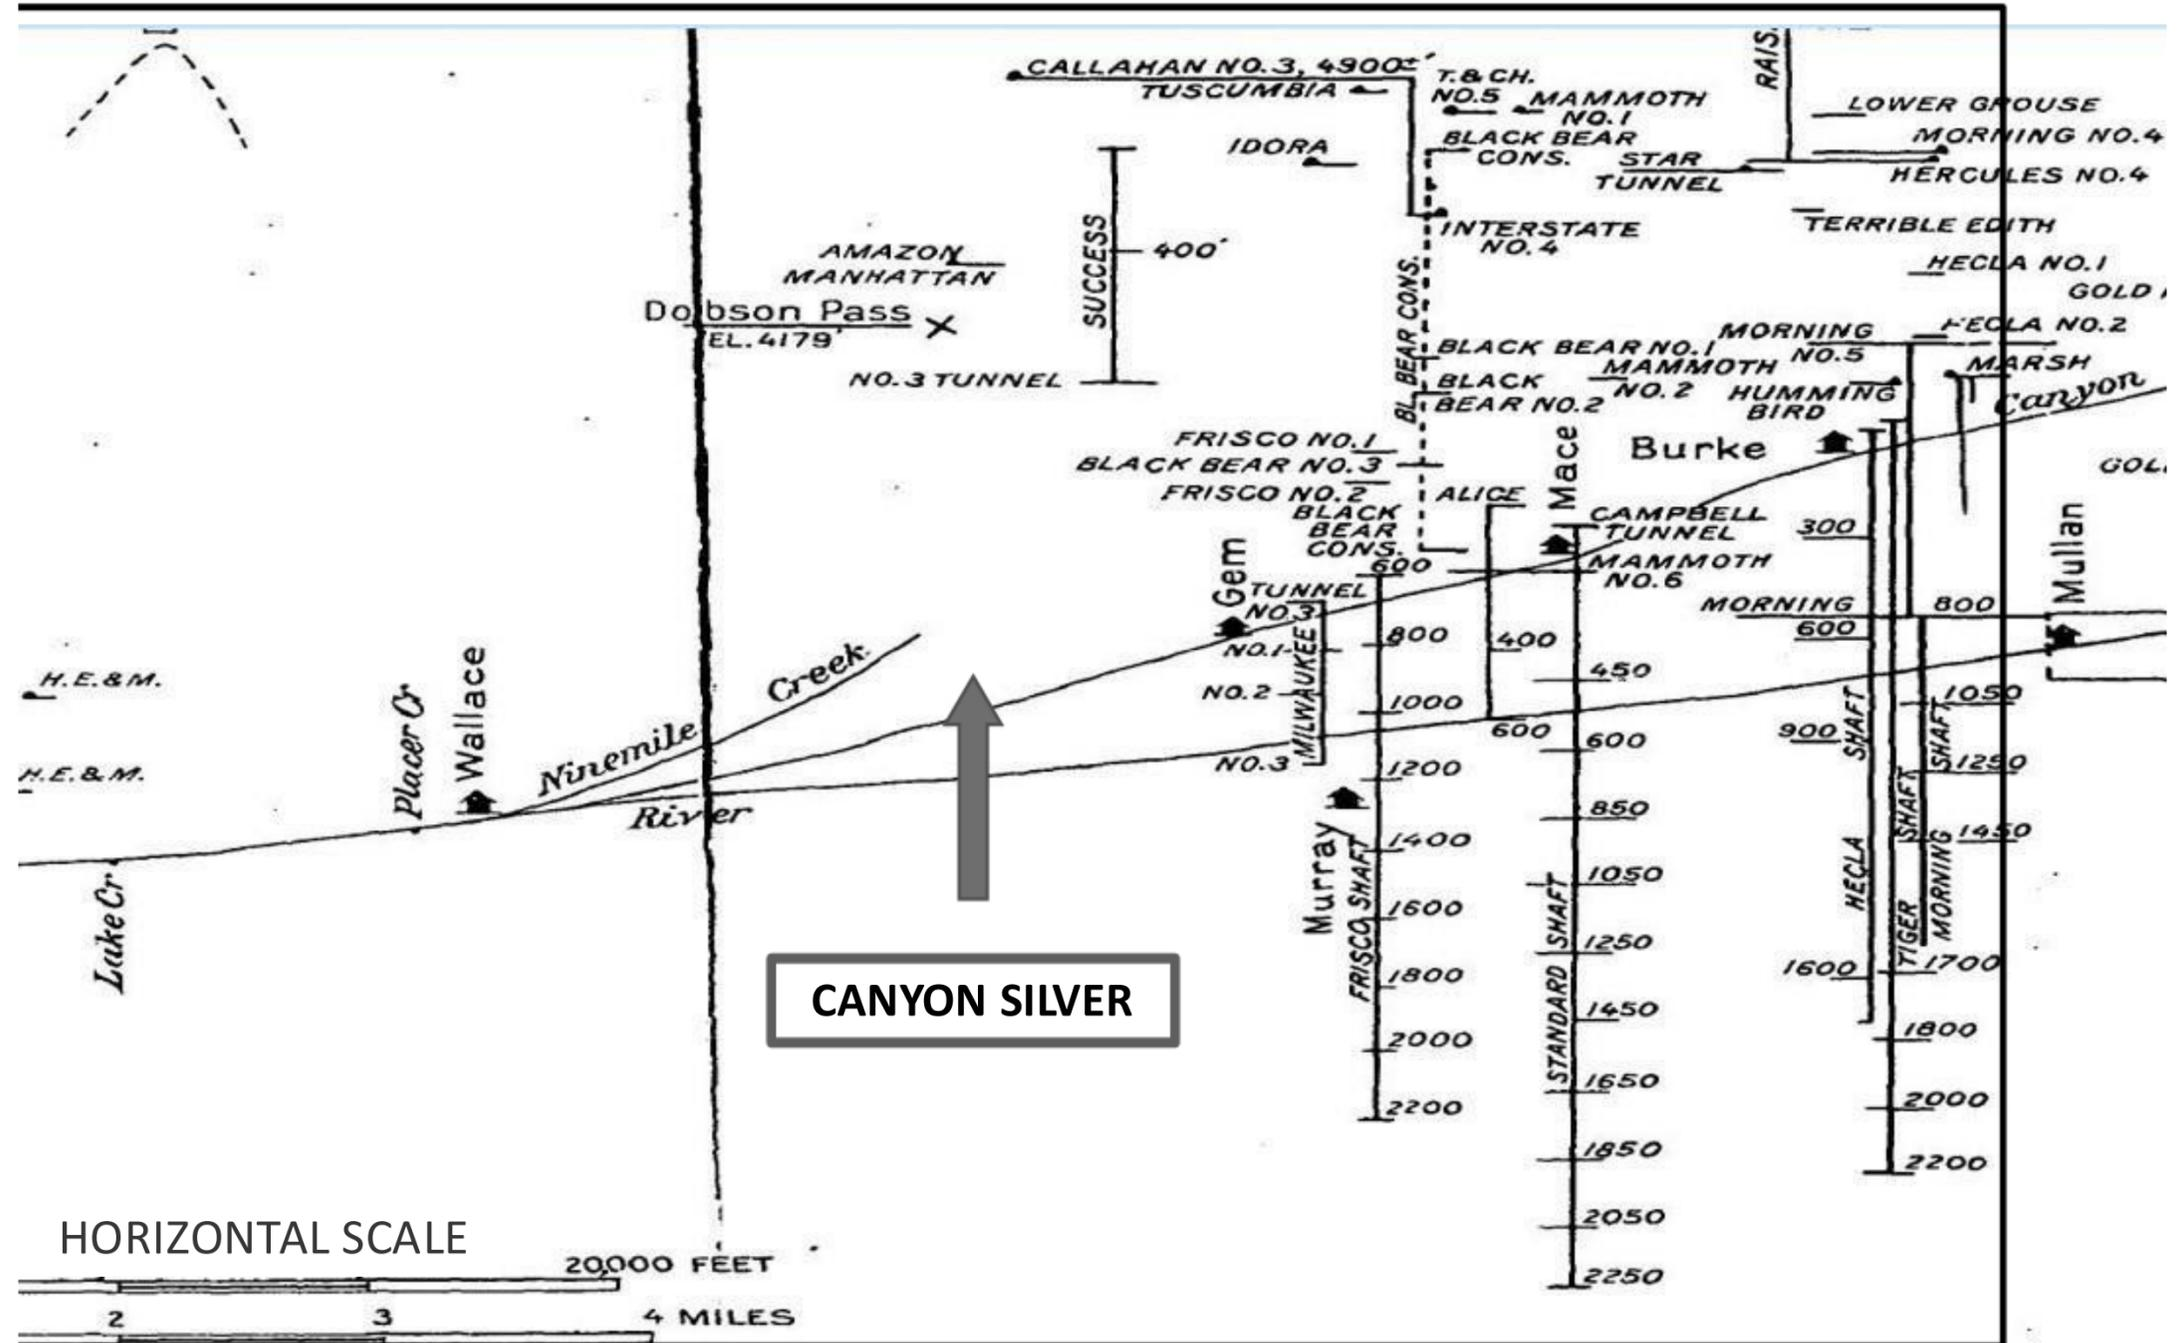 CALLAHAN NO.3, 4900±'
TUSCUMBIA
T.& CH.
NO.5
MAMMOTH
NO.1
BLACK BEAR
CONS.
IDORA
STAR
TUNNEL
LOWER GROUSE
MORNING NO.4
HERCULES NO.4
INTERSTATE
NO.4
TERRIBLE EDITH
HECLA NO.1
GOLD
AMAZON
MANHATTAN
Dobson Pass
EL.4179'
SUCCESS
400'
NO.3 TUNNEL
BL. BEAR CONS.
BLACK BEAR NO.1
BLACK
BEAR NO.2
MAMMOTH
NO.2
MORNING
NO.5
HECLA NO.2
MARSH
HUMMING
BIRD
Canyon
FRISCO NO.1
BLACK BEAR NO.3
FRISCO NO.2
BLACK
BEAR
CONS.
ALICE
Mace
Burke
CAMPBELL
TUNNEL
MAMMOTH
NO.6
Gem
TUNNEL
NO.3
NO.1
NO.2
NO.3
MILWAUKEE
Murray
FRISCO SHAFT
600
800
1000
1200
1400
1600
1800
2000
2200
400
600
STANDARD SHAFT
450
600
850
1050
1250
1450
1650
1850
2050
2250
HECLA SHAFT
300
600
900
1600
MORNING
800
TIGER SHAFT
MORNING SHAFT
1050
1250
1450
1700
1800
2000
2200
Mullan
H.E.&M.
H.E.&M.
Placer Cr
Wallace
Ninemile Creek
River
Lake Cr
CANYON SILVER
HORIZONTAL SCALE
20,000 FEET
2 3 4 MILES